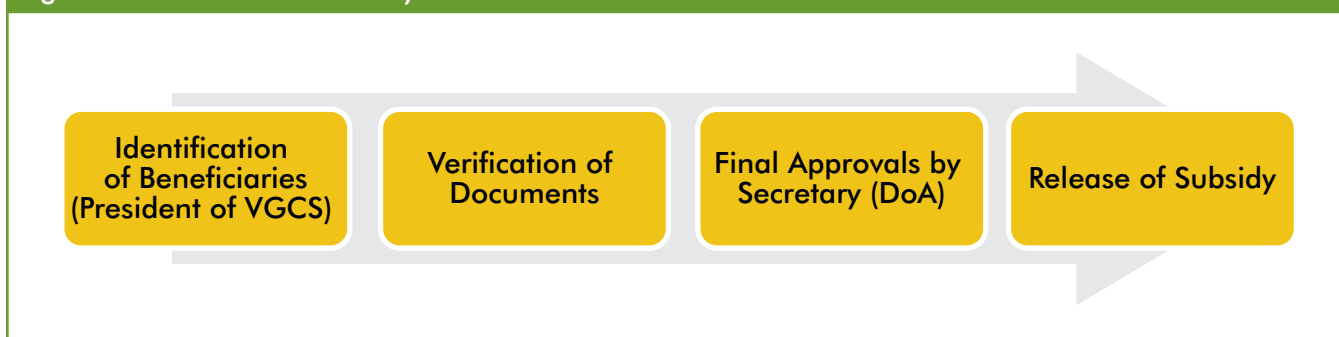 Identification
of Beneficiaries
(President of VGCS)
Verification of
Documents
Final Approvals by
Secretary (DoA)
Release of Subsidy